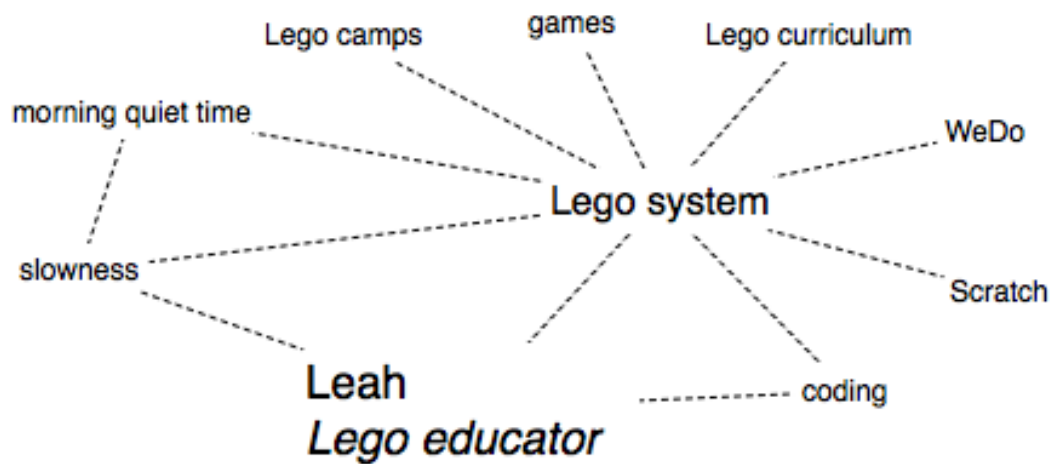 games
Lego camps
Lego curriculum
morning quiet time
WeDo
Lego system
slowness
Scratch
Leah
coding
Lego educator